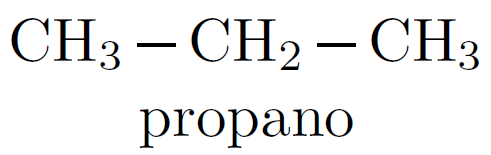 CH₃ – CH₂ – CH₃
propano